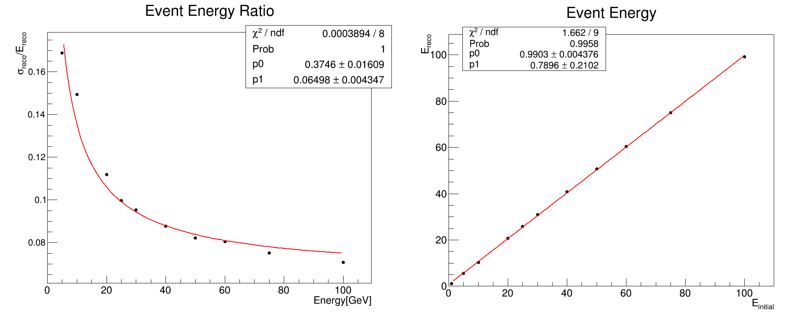 Event Energy Ratio
χ² / ndf 0.0003894 / 8
Prob 1
p0 0.3746 ± 0.01609
p1 0.06498 ± 0.004347
σreco/Ereco
0.16
0.14
0.12
0.1
0.08
0 20 40 60 80 100
Energy[GeV]
Event Energy
χ² / ndf 1.662 / 9
Prob 0.9958
p0 0.9903 ± 0.004376
p1 0.7896 ± 0.2102
Ereco
100
80
60
40
20
0
0 20 40 60 80 100
Einitial